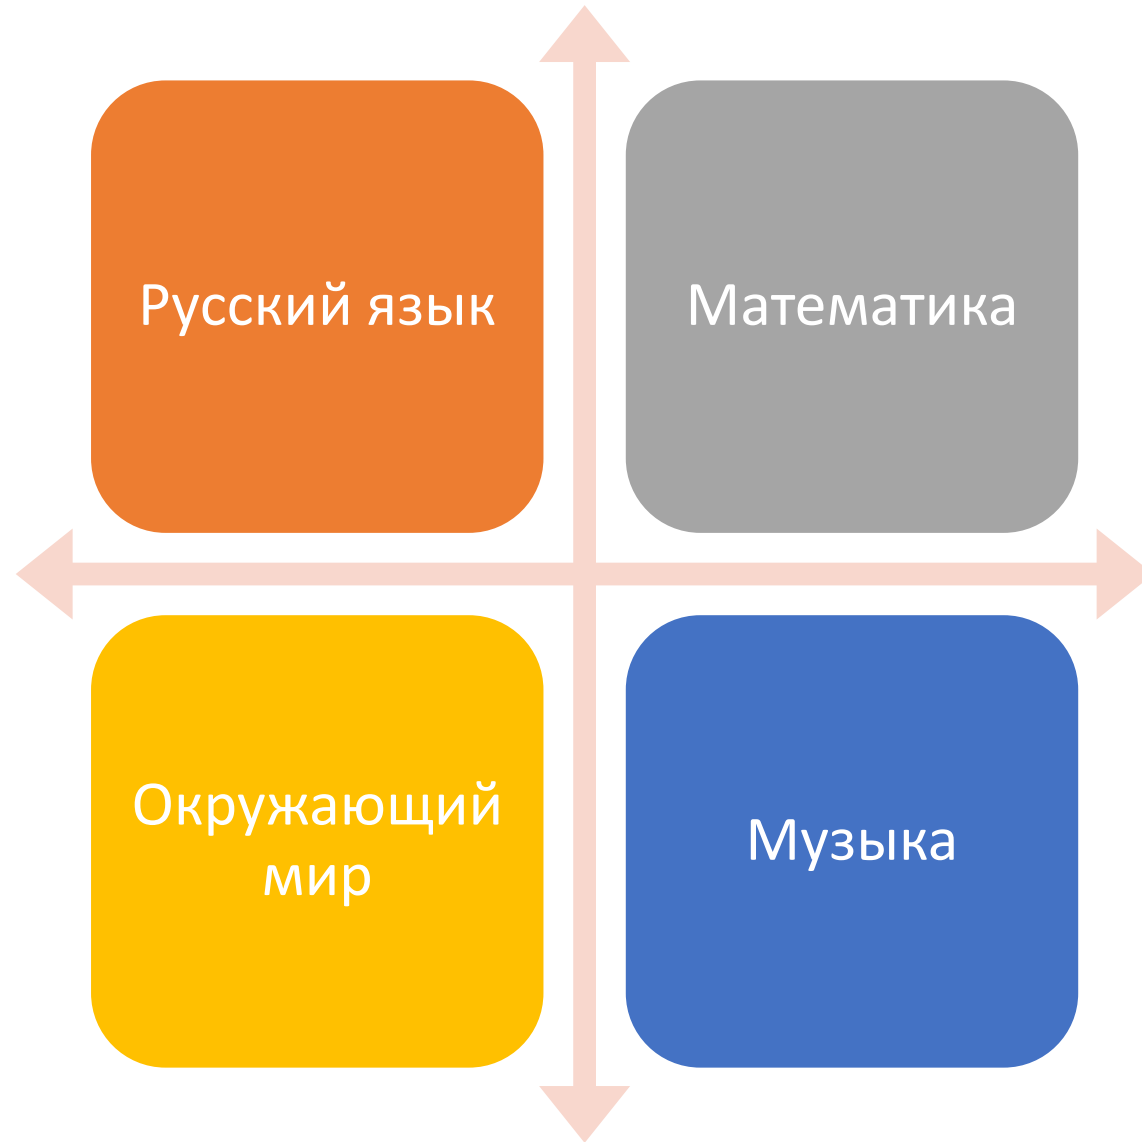 Русский язык
Математика
Окружающий
мир
Музыка